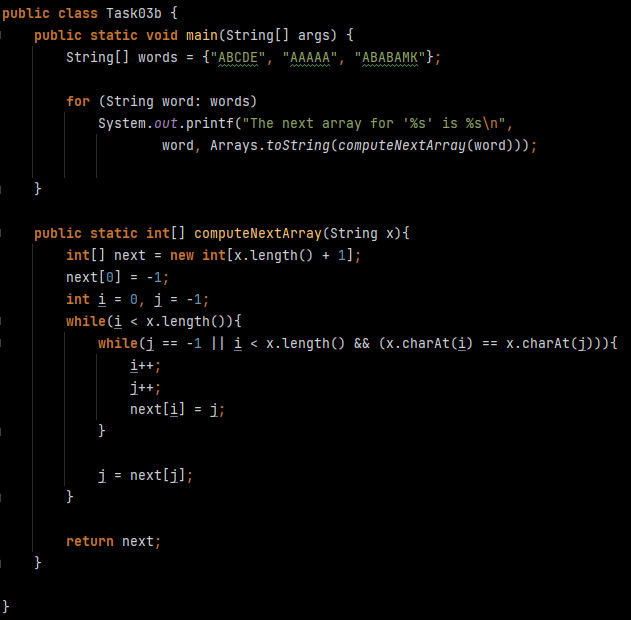 public class Task03b {
    public static void main(String[] args) {
        String[] words = {"ABCDE", "AAAAA", "ABABAMK"};
        for (String word: words)
            System.out.printf("The next array for '%s' is %s\n",
                    word, Arrays.toString(computeNextArray(word)));
    }
    public static int[] computeNextArray(String x){
        int[] next = new int[x.length() + 1];
        next[0] = -1;
        int i = 0, j = -1;
        while(i < x.length()){
            while(j == -1 || i < x.length() && (x.charAt(i) == x.charAt(j))){
                i++;
                j++;
                next[i] = j;
            }
            j = next[j];
        }
        return next;
    }
}